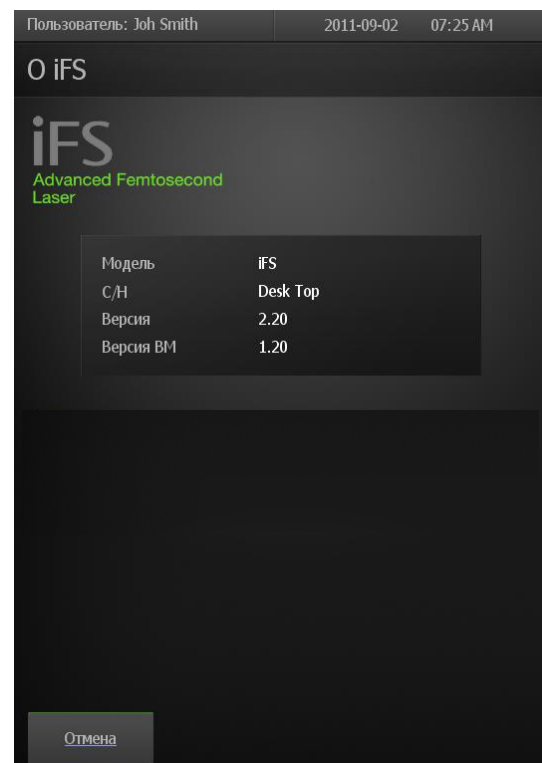 Пользователь: Joh Smith 2011-09-02 07:25 AM
О iFS
iFS
Advanced Femtosecond
Laser
Модель iFS
С/Н Desk Top
Версия 2.20
Версия ВМ 1.20
Отмена